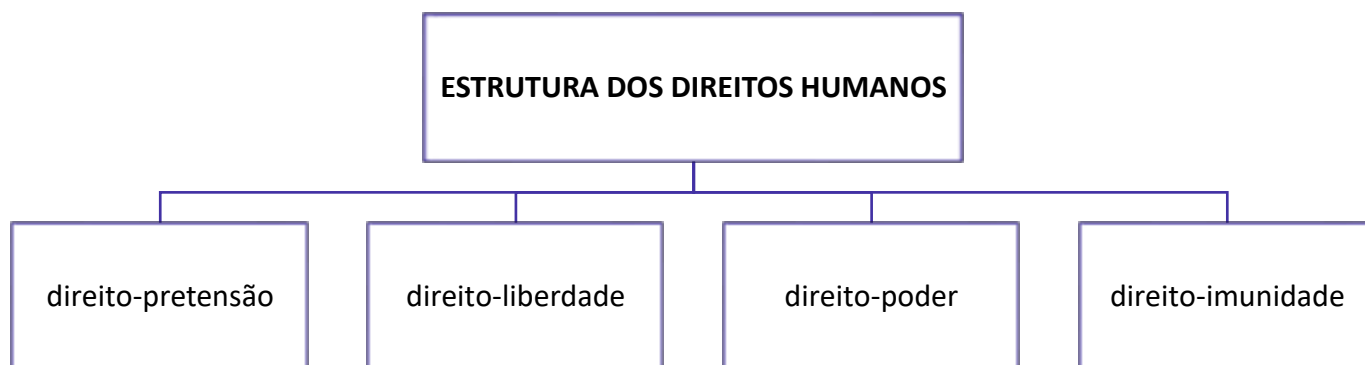 ESTRUTURA DOS DIREITOS HUMANOS
direito-pretensão
direito-liberdade
direito-poder
direito-imunidade